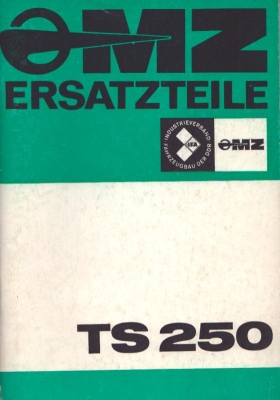 MZ
ERSATZTEILE
INDUSTRIEVERBAND
FAHRZEUGBAU DER DDR
IFA
MZ
TS 250